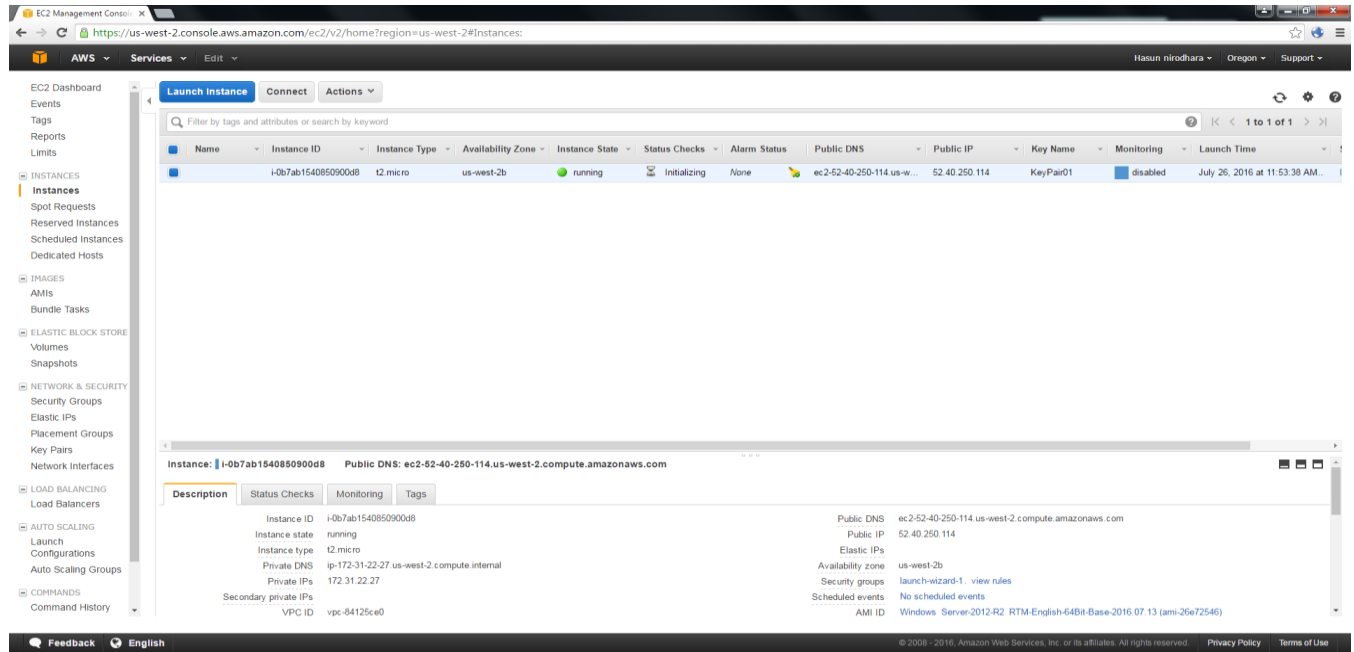 EC2 Management Consol
https://us-west-2.console.aws.amazon.com/ec2/v2/home?region=us-west-2#Instances:
AWS Services Edit Hasun nirodhara Oregon Support
EC2 Dashboard
Events
Tags
Reports
Limits
INSTANCES
Instances
Spot Requests
Reserved Instances
Scheduled Instances
Dedicated Hosts
IMAGES
AMIs
Bundle Tasks
ELASTIC BLOCK STORE
Volumes
Snapshots
NETWORK & SECURITY
Security Groups
Elastic IPs
Placement Groups
Key Pairs
Network Interfaces
LOAD BALANCING
Load Balancers
AUTO SCALING
Launch
Configurations
Auto Scaling Groups
COMMANDS
Command History
Launch Instance Connect Actions
Filter by tags and attributes or search by keyword 1 to 1 of 1
Name Instance ID Instance Type Availability Zone Instance State Status Checks Alarm Status Public DNS Public IP Key Name Monitoring Launch Time
i-0b7ab1540850900d8 t2.micro us-west-2b running Initializing None ec2-52-40-250-114.us-w... 52.40.250.114 KeyPair01 disabled July 26, 2016 at 11:53:38 AM...
Instance: i-0b7ab1540850900d8 Public DNS: ec2-52-40-250-114.us-west-2.compute.amazonaws.com
Description Status Checks Monitoring Tags
Instance ID i-0b7ab1540850900d8 Public DNS ec2-52-40-250-114.us-west-2.compute.amazonaws.com
Instance state running Public IP 52.40.250.114
Instance type t2.micro Elastic IPs
Private DNS ip-172-31-22-27.us-west-2.compute.internal Availability zone us-west-2b
Private IPs 172.31.22.27 Security groups launch-wizard-1. view rules
Secondary private IPs Scheduled events No scheduled events
VPC ID vpc-84125ce0 AMI ID Windows_Server-2012-R2_RTM-English-64Bit-Base-2016.07.13 (ami-26e72546)
Feedback English © 2008 - 2016, Amazon Web Services, Inc. or its affiliates. All rights reserved. Privacy Policy Terms of Use